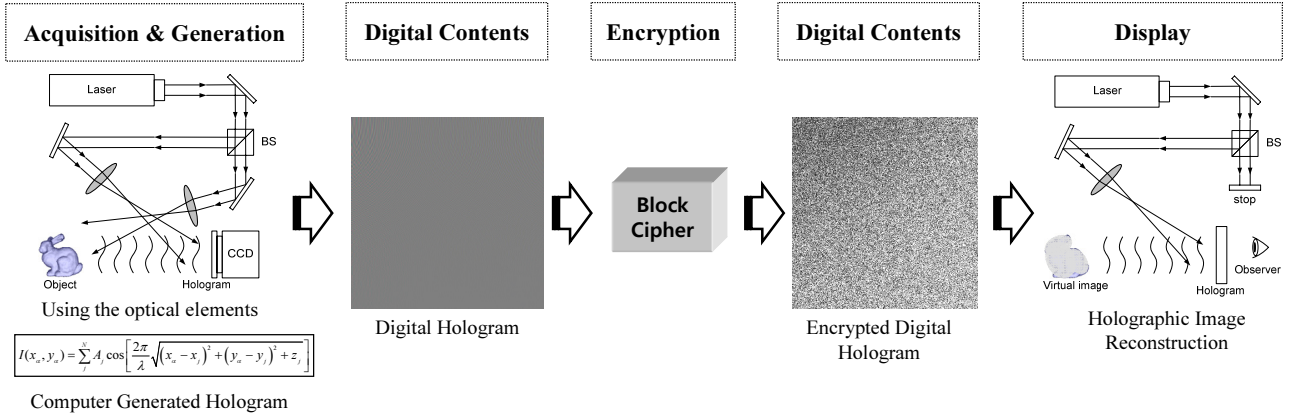 Acquisition & Generation
Digital Contents
Encryption
Digital Contents
Display
Laser
BS
Object
Hologram
CCD
Using the optical elements
I(x_α, y_α) = ∑_j^N A_j cos[2π/λ √((x_α − x_j)² + (y_α − y_j)² + z_j)]
Computer Generated Hologram
Digital Hologram
Block
Cipher
Encrypted Digital
Hologram
Laser
BS
stop
Virtual image
Hologram
Observer
Holographic Image
Reconstruction